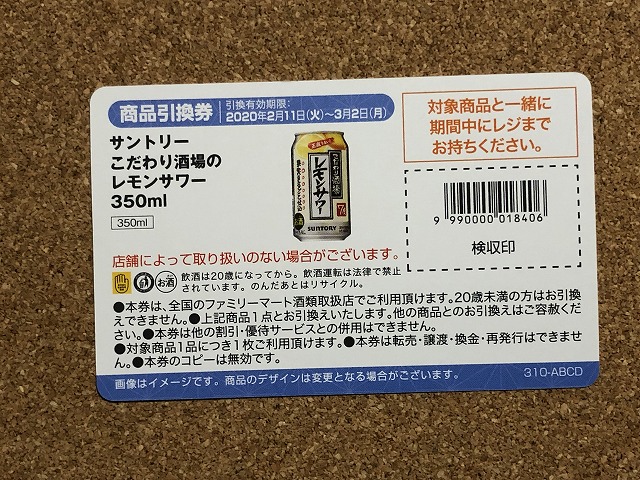 商品引換券
引換有効期限:
2020年2月11日(火)～3月2日(月)
対象商品と一緒に
期間中にレジまで
お持ちください。
サントリー
こだわり酒場の
レモンサワー
350ml
350ml
こだわり酒場の
レモンサワー
SUNTORY
お酒
9 990000 018406
検収印
店舗によって取り扱いのない場合がございます。
お酒
飲酒は20歳になってから。飲酒運転は法律で禁止
されています。のんだあとはリサイクル。
●本券は、全国のファミリーマート酒類取扱店でご利用頂けます。20歳未満の方はお引換
えできません。●上記商品1点とお引換えいたします。他の商品とのお引換えはご容赦くだ
さい。●本券は他の割引・優待サービスとの併用はできません。
●対象商品1品につき1枚ご利用頂けます。●本券は転売・譲渡・換金・再発行はできませ
ん。●本券のコピーは無効です。
画像はイメージです。商品のデザインは変更となる場合がございます。
310-ABCD